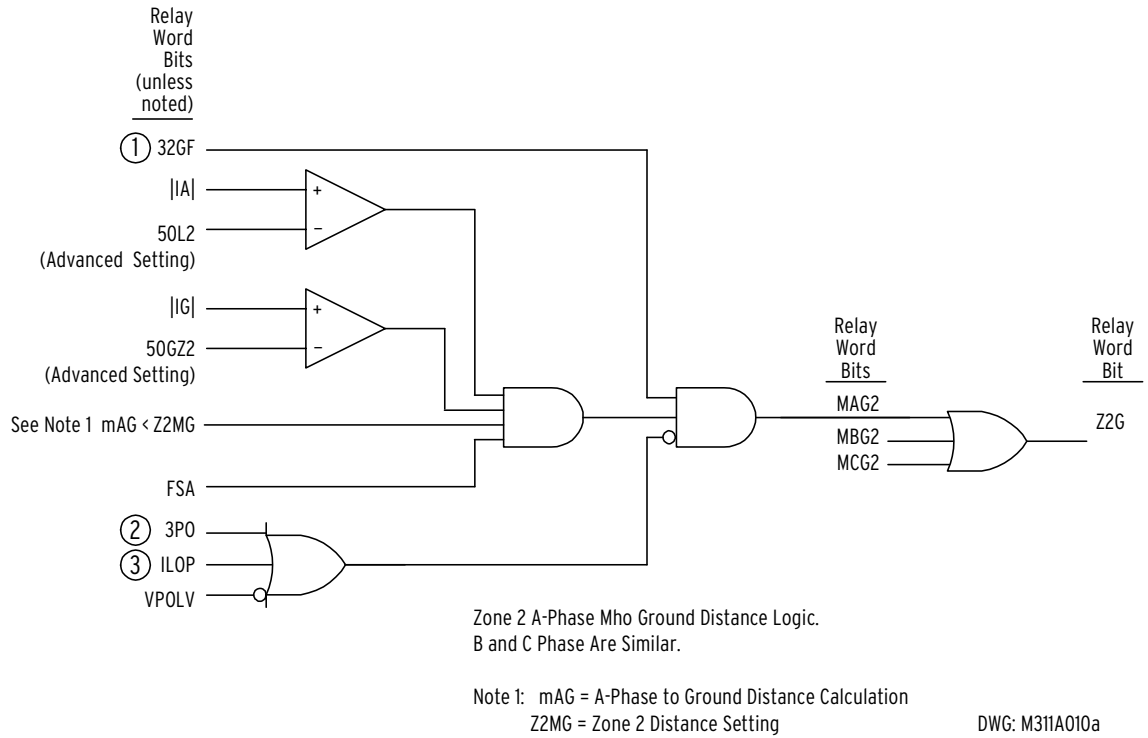 Relay
Word
Bits
(unless
noted)
1 32GF
|IA|
+
50L2
−
(Advanced Setting)
|IG|
+
50GZ2
−
(Advanced Setting)
See Note 1 mAG < Z2MG
FSA
2 3PO
3 ILOP
VPOLV
Relay
Word
Bits
MAG2
MBG2
MCG2
Relay
Word
Bit
Z2G
Zone 2 A-Phase Mho Ground Distance Logic.
B and C Phase Are Similar.
Note 1: mAG = A-Phase to Ground Distance Calculation
Z2MG = Zone 2 Distance Setting
DWG: M311A010a